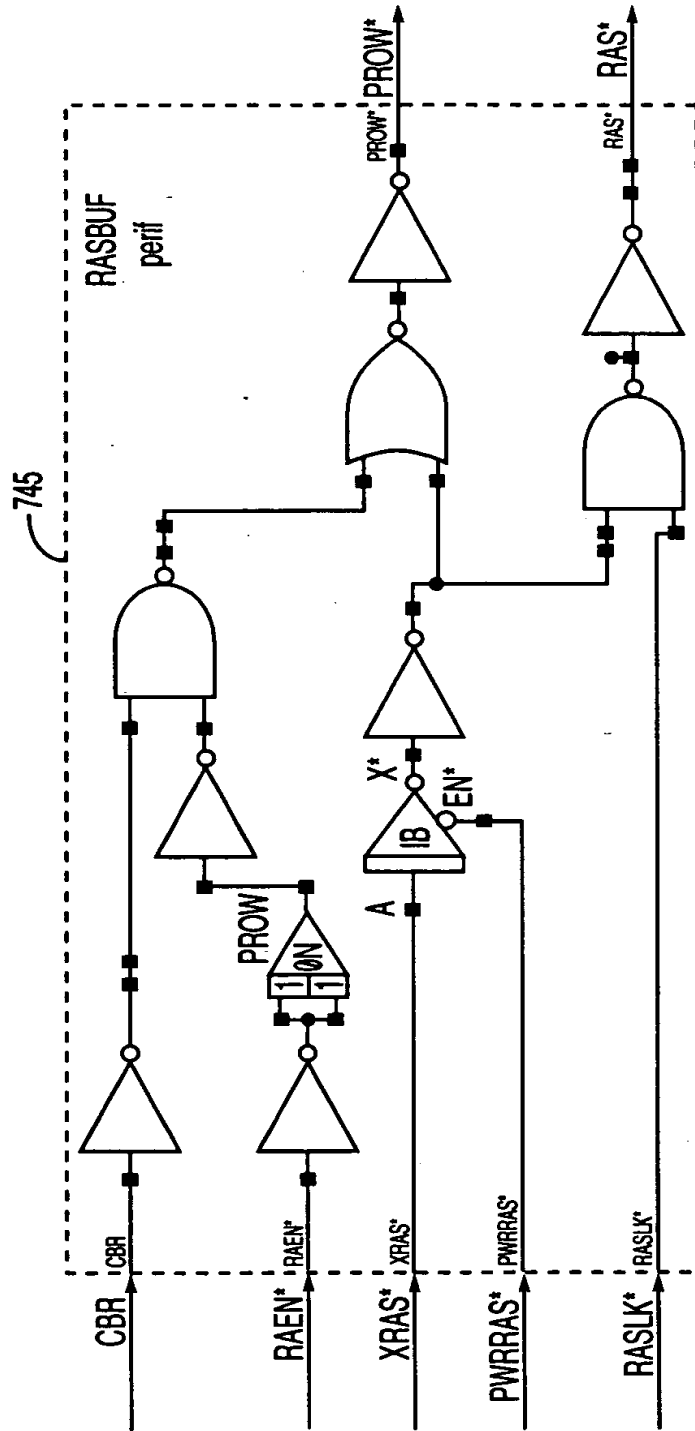 745
RASBUF
perif
CBR
CBR
RAEN*
RAEN*
PROW
1
1
0N
XRAS*
XRAS*
A
IB
X*
EN*
PWRRAS*
PWRRAS*
RASLK*
RASLK*
PROW*
PROW*
RAS*
RAS*